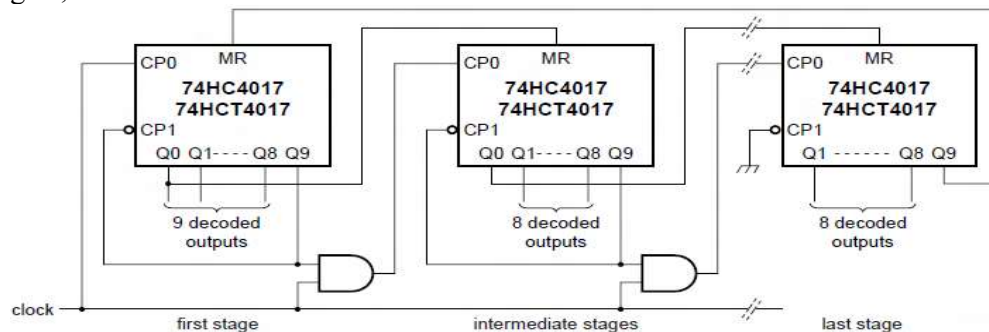 MR
MR
MR
CP0
CP0
CP0
74HC4017
74HC4017
74HC4017
74HCT4017
74HCT4017
74HCT4017
CP1
CP1
CP1
Q0 Q1 - - - - Q8 Q9
Q0 Q1 - - - - Q8 Q9
Q1 - - - - - - Q8 Q9
9 decoded
outputs
8 decoded
outputs
8 decoded
outputs
clock
first stage
intermediate stages
last stage